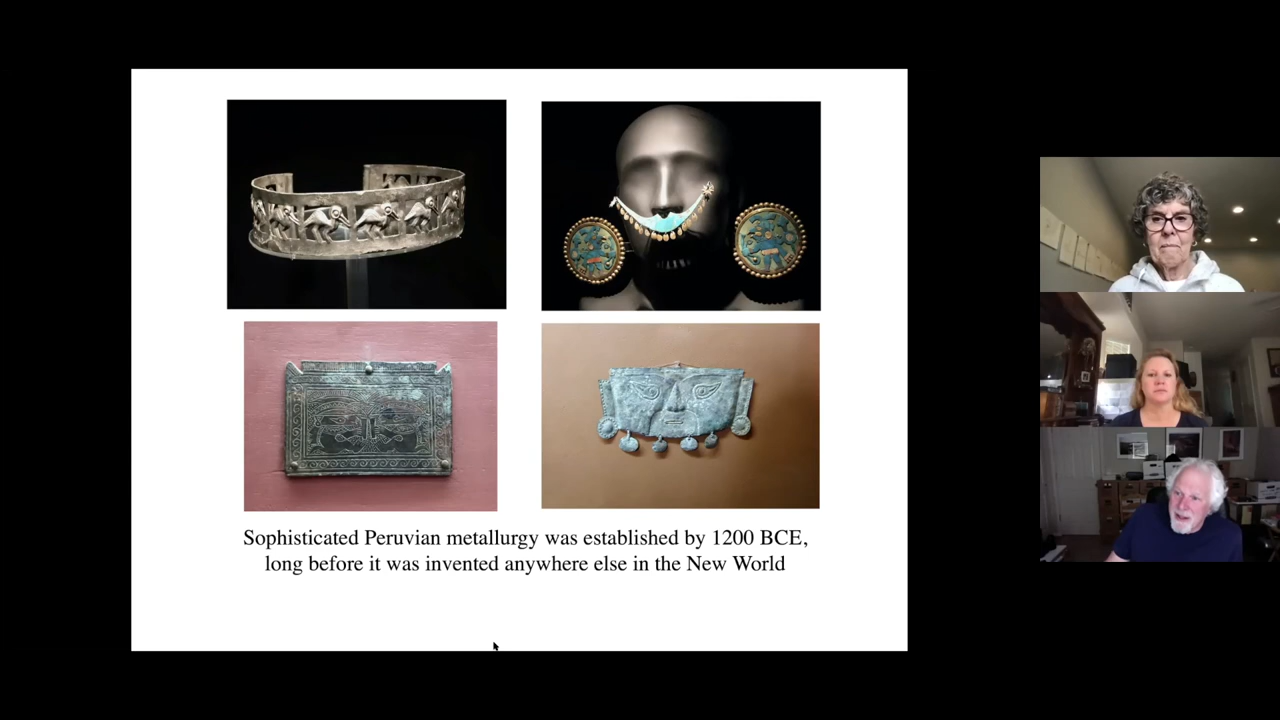 Sophisticated Peruvian metallurgy was established by 1200 BCE,
long before it was invented anywhere else in the New World